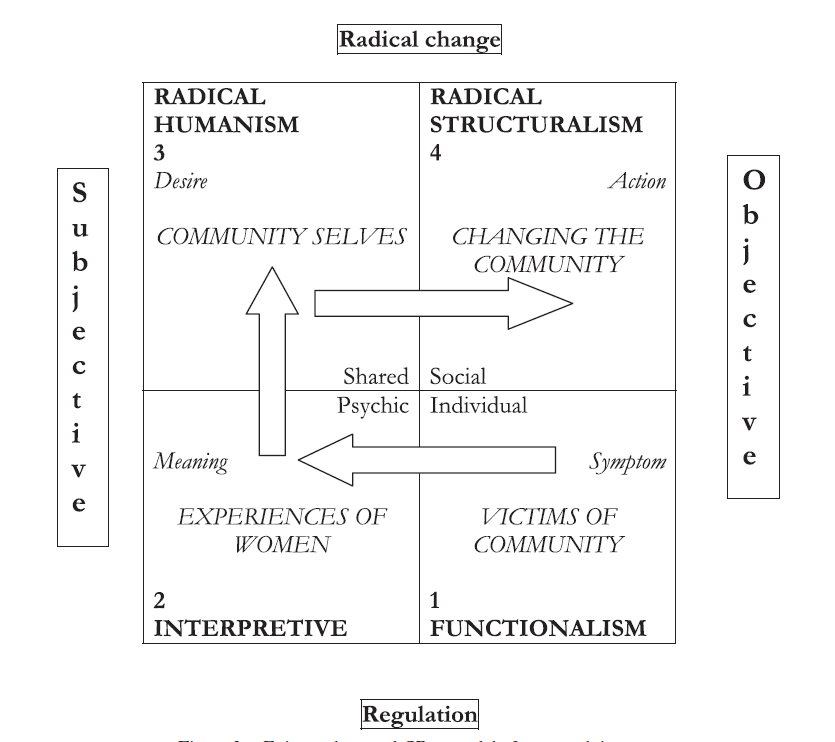 Radical change
RADICAL
HUMANISM
3
Desire
COMMUNITY SELVES
RADICAL
STRUCTURALISM
4
Action
CHANGING THE
COMMUNITY
Subjective
Objective
Shared
Social
Psychic
Individual
Meaning
Symptom
EXPERIENCES OF
WOMEN
2
INTERPRETIVE
VICTIMS OF
COMMUNITY
1
FUNCTIONALISM
Regulation